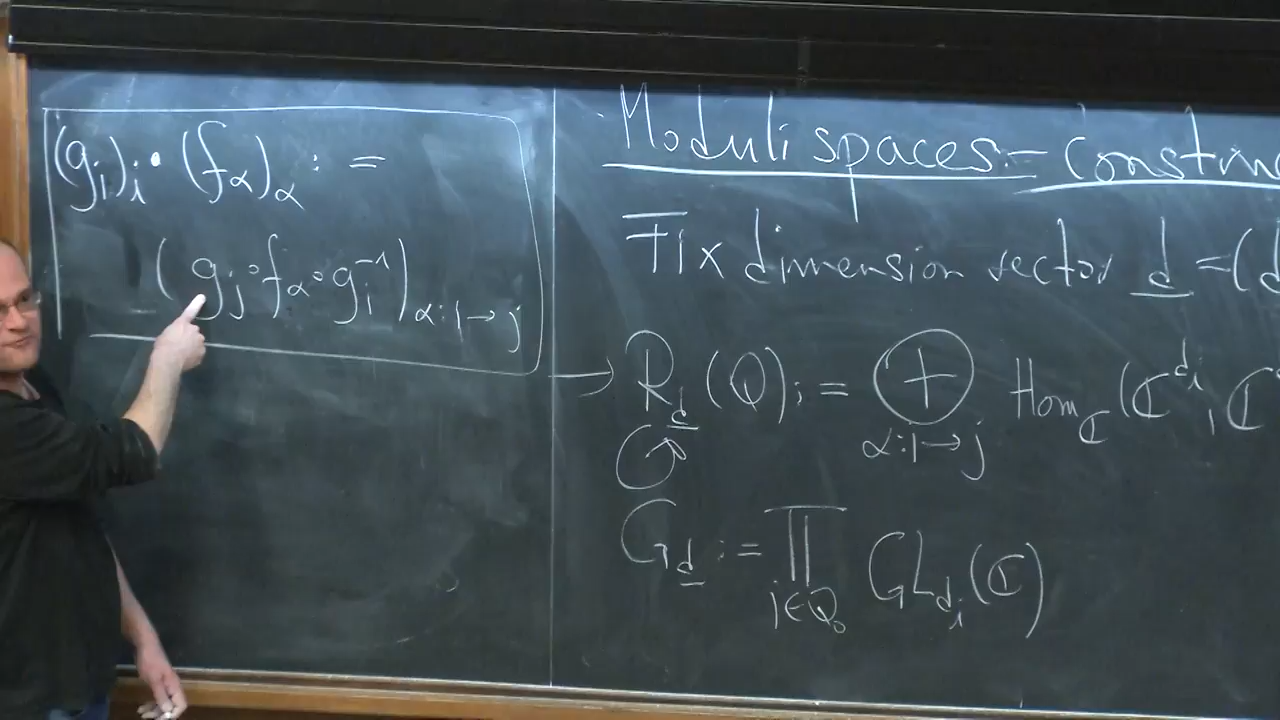 (g_i)_i • (f_α)_α : =
(g_j ∘ f_α ∘ g_i^{-1})_{α: i → j}
Moduli spaces - Constru
Fix dimension vector d = (d
→ R_d (Q) := ⊕_{α: i → j} Hom_ℂ (ℂ^{d_i}, ℂ^d
↻
G_d := ∏_{i∈Q_0} GL_{d_i}(ℂ)